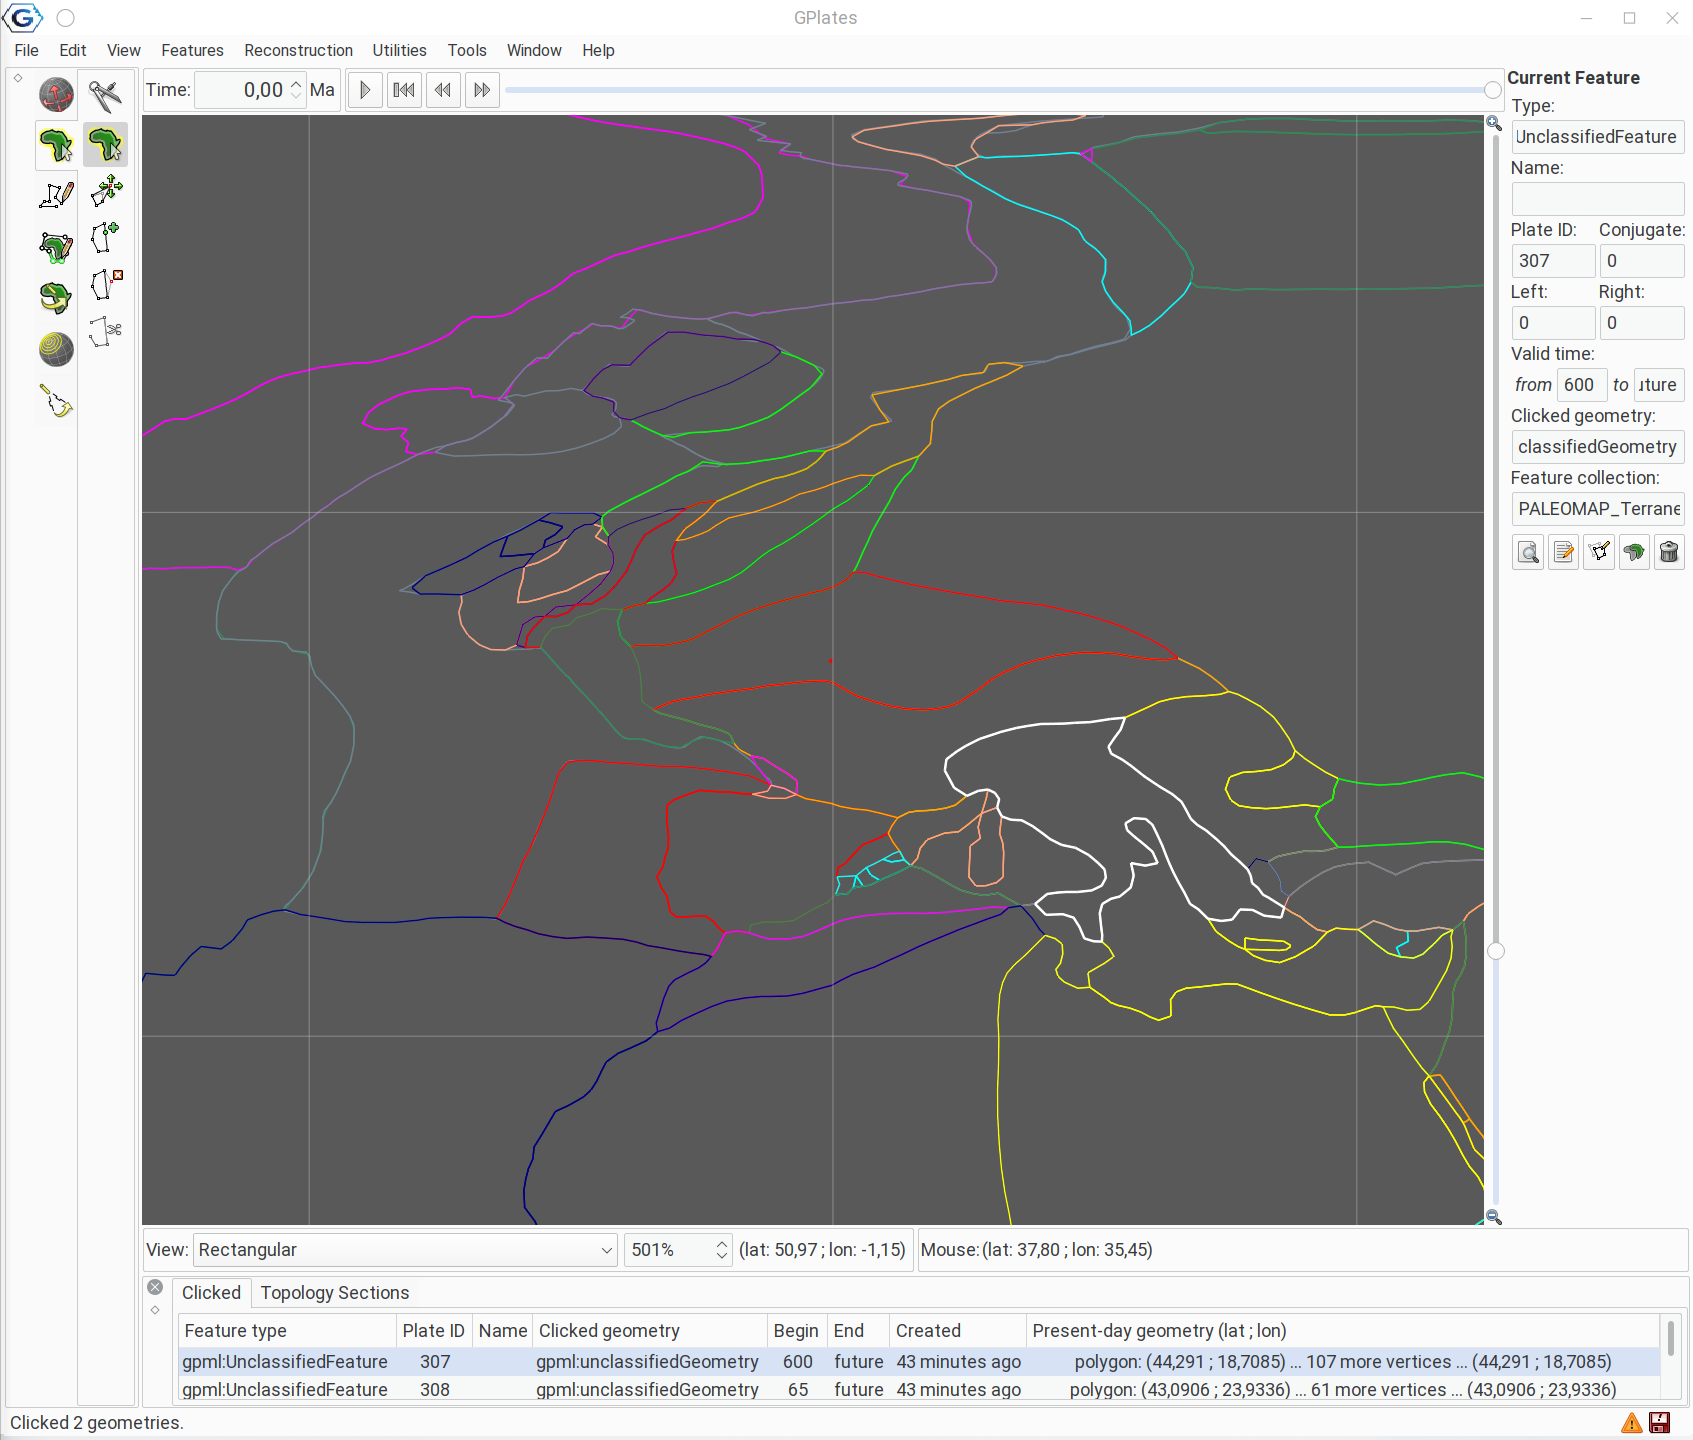 GPlates
File Edit View Features Reconstruction Utilities Tools Window Help
Time: 0,00 Ma
Current Feature
Type:
UnclassifiedFeature
Name:
Plate ID: Conjugate:
307 0
Left: Right:
0 0
Valid time:
from 600 to uture
Clicked geometry:
classifiedGeometry
Feature collection:
PALEOMAP_Terrane
View: Rectangular 501% (lat: 50,97 ; lon: -1,15) Mouse: (lat: 37,80 ; lon: 35,45)
Clicked Topology Sections
Feature type Plate ID Name Clicked geometry Begin End Created Present-day geometry (lat ; lon)
gpml:UnclassifiedFeature 307 gpml:unclassifiedGeometry 600 future 43 minutes ago polygon: (44,291 ; 18,7085) ... 107 more vertices ... (44,291 ; 18,7085)
gpml:UnclassifiedFeature 308 gpml:unclassifiedGeometry 65 future 43 minutes ago polygon: (43,0906 ; 23,9336) ... 61 more vertices ... (43,0906 ; 23,9336)
Clicked 2 geometries.